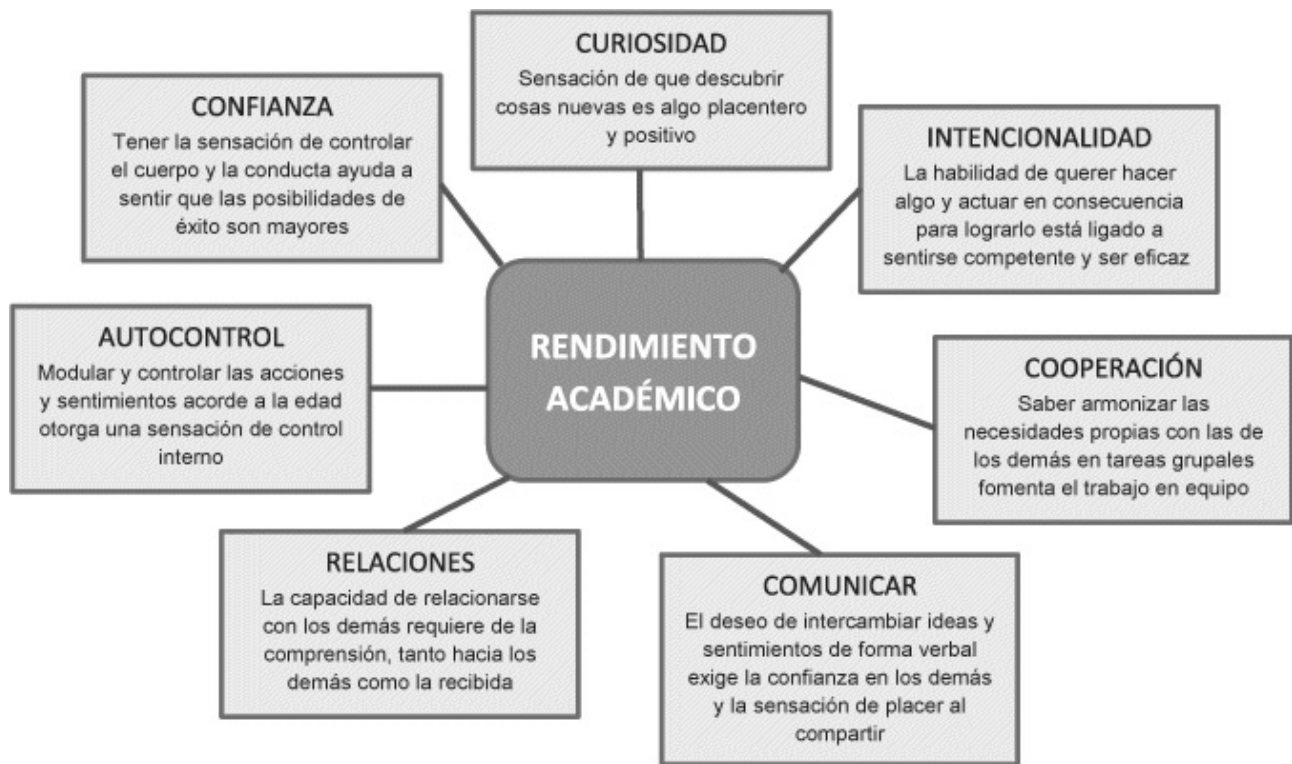 CURIOSIDAD
Sensación de que descubrir
cosas nuevas es algo placentero
y positivo
CONFIANZA
Tener la sensación de controlar
el cuerpo y la conducta ayuda a
sentir que las posibilidades de
éxito son mayores
INTENCIONALIDAD
La habilidad de querer hacer
algo y actuar en consecuencia
para lograrlo está ligado a
sentirse competente y ser eficaz
RENDIMIENTO
ACADÉMICO
AUTOCONTROL
Modular y controlar las acciones
y sentimientos acorde a la edad
otorga una sensación de control
interno
COOPERACIÓN
Saber armonizar las
necesidades propias con las de
los demás en tareas grupales
fomenta el trabajo en equipo
RELACIONES
La capacidad de relacionarse
con los demás requiere de la
comprensión, tanto hacia los
demás como la recibida
COMUNICAR
El deseo de intercambiar ideas y
sentimientos de forma verbal
exige la confianza en los demás
y la sensación de placer al
compartir